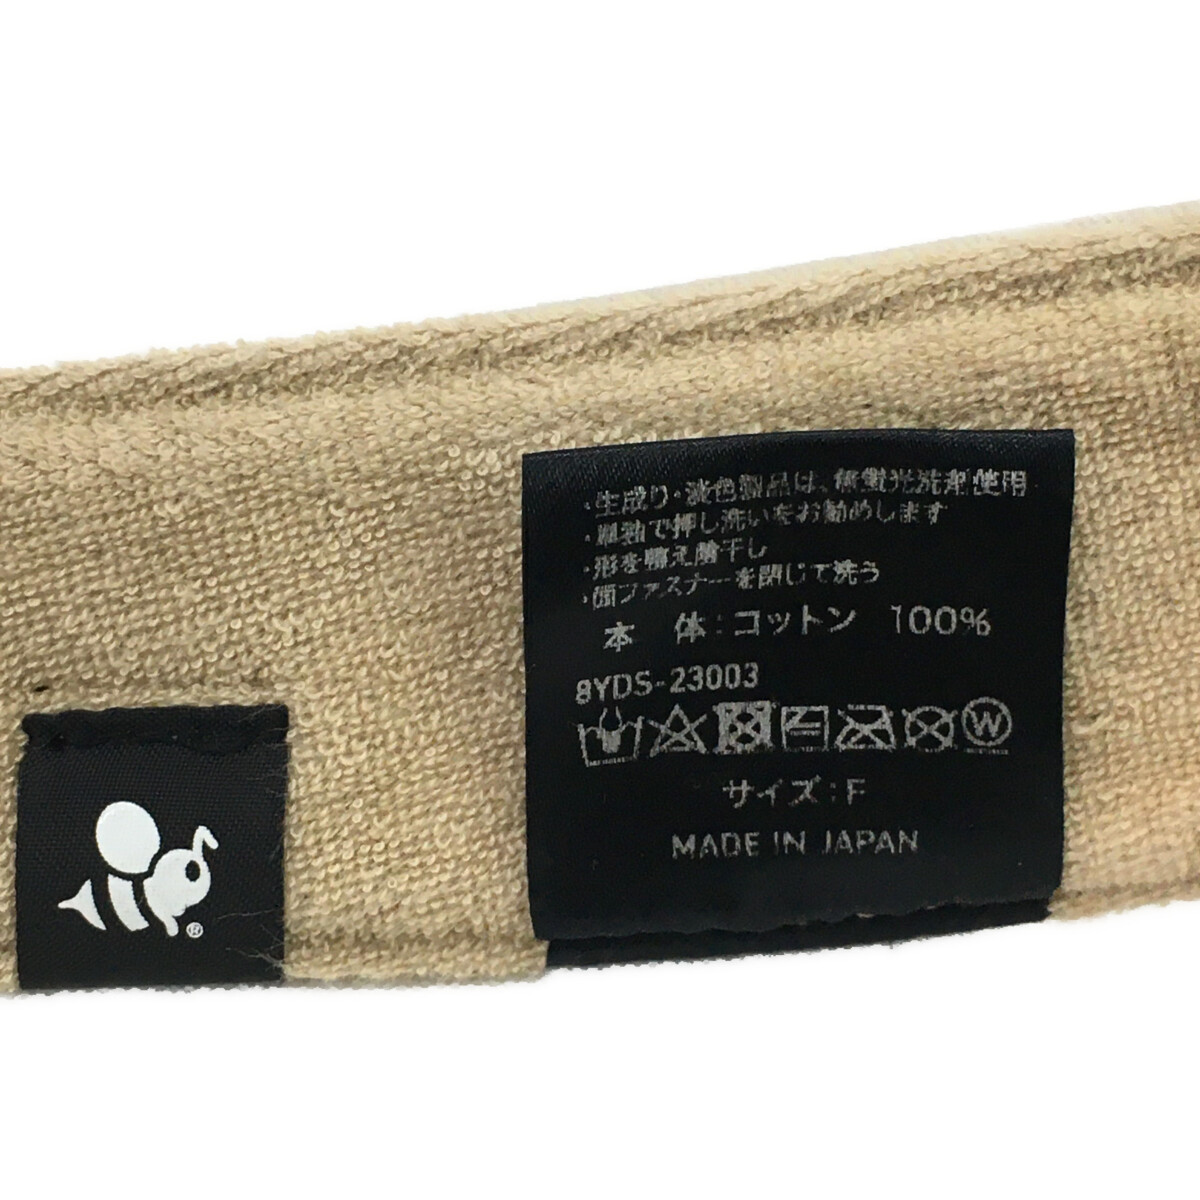 ・生成り・淡色製品は、無蛍光洗剤使用
・単独で押し洗いをお勧めします
・形を整え陰干し
・面ファスナーを閉じて洗う
本 体：コットン 100%
8YDS-23003
W
サイズ：F
MADE IN JAPAN
®